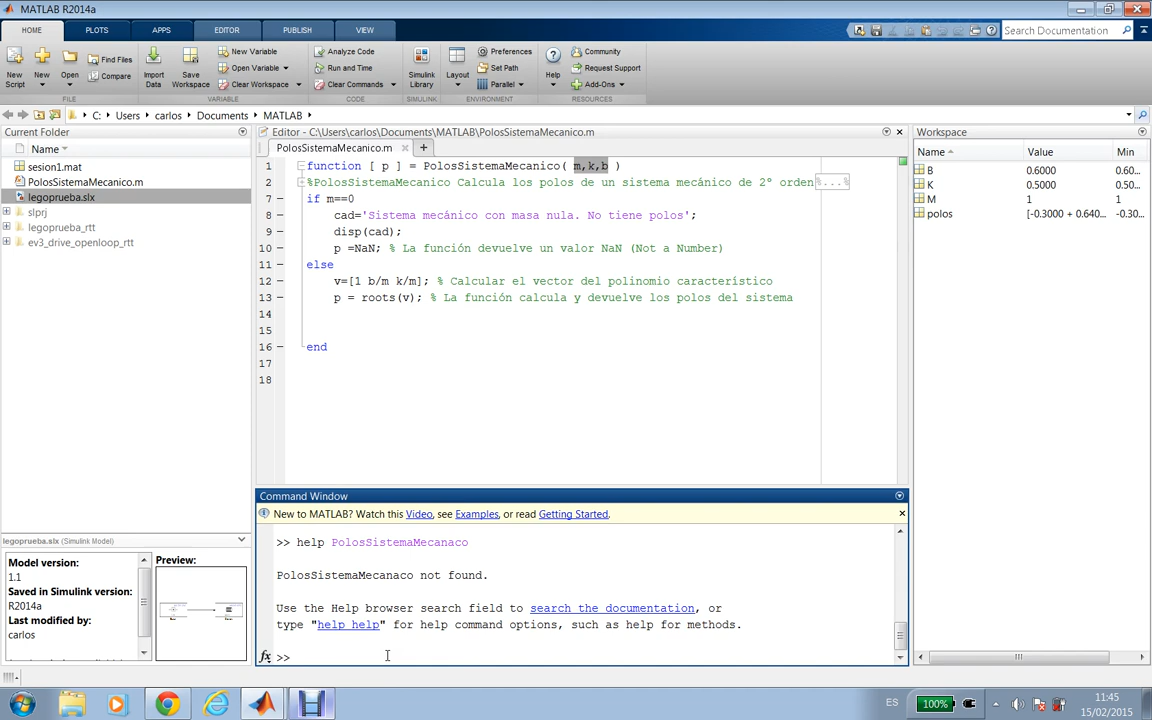 MATLAB R2014a
HOME PLOTS APPS EDITOR PUBLISH VIEW
Search Documentation
New Script
New
Open
Find Files
Compare
Import Data
Save Workspace
New Variable
Open Variable
Clear Workspace
Analyze Code
Run and Time
Clear Commands
Simulink Library
Layout
Preferences
Set Path
Parallel
Help
Community
Request Support
Add-Ons
FILE VARIABLE CODE SIMULINK ENVIRONMENT RESOURCES
C: Users carlos Documents MATLAB
Current Folder
Name
sesion1.mat
PolosSistemaMecanico.m
legoprueba.slx
slprj
legoprueba_rtt
ev3_drive_openloop_rtt
legoprueba.slx (Simulink Model)
Model version:
1.1
Saved in Simulink version:
R2014a
Last modified by:
carlos
Preview:
Editor - C:\Users\carlos\Documents\MATLAB\PolosSistemaMecanico.m
PolosSistemaMecanico.m
1 function [ p ] = PolosSistemaMecanico( m,k,b )
2 %PolosSistemaMecanico Calcula los polos de un sistema mecánico de 2º orden%...%
7 if m==0
8 cad='Sistema mecánico con masa nula. No tiene polos';
9 disp(cad);
10 p =NaN; % La función devuelve un valor NaN (Not a Number)
11 else
12 v=[1 b/m k/m]; % Calcular el vector del polinomio característico
13 p = roots(v); % La función calcula y devuelve los polos del sistema
14
15
16 end
17
18
Command Window
New to MATLAB? Watch this Video, see Examples, or read Getting Started.
>> help PolosSistemaMecanaco
PolosSistemaMecanaco not found.
Use the Help browser search field to search the documentation, or
type "help help" for help command options, such as help for methods.
fx >>
Workspace
Name Value Min
B 0.6000 0.60...
K 0.5000 0.50...
M 1 1
polos [-0.3000 + 0.640... -0.30...
ES 100% 11:45
15/02/2015